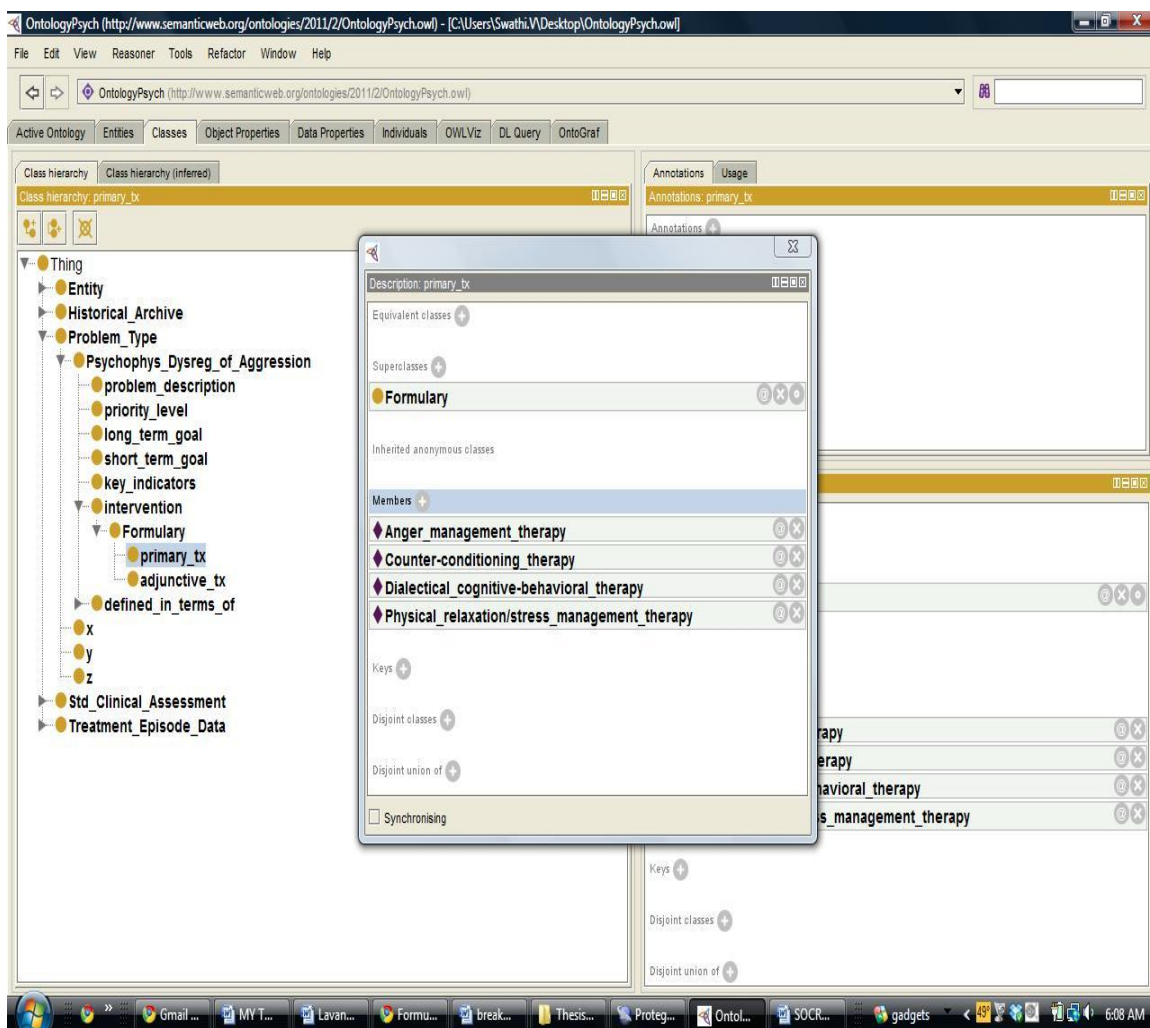 OntologyPsych (http://www.semanticweb.org/ontologies/2011/2/OntologyPsych.owl) - [C:\Users\Swathi.V\Desktop\OntologyPsych.owl]
File Edit View Reasoner Tools Refactor Window Help
OntologyPsych (http://www.semanticweb.org/ontologies/2011/2/OntologyPsych.owl)
Active Ontology Entities Classes Object Properties Data Properties Individuals OWLViz DL Query OntoGraf
Class hierarchy Class hierarchy (inferred)
Class hierarchy: primary_tx
Thing
Entity
Historical_Archive
Problem_Type
Psychophys_Dysreg_of_Aggression
problem_description
priority_level
long_term_goal
short_term_goal
key_indicators
intervention
Formulary
primary_tx
adjunctive_tx
defined_in_terms_of
x
y
z
Std_Clinical_Assessment
Treatment_Episode_Data
Annotations Usage
Annotations: primary_tx
Annotations
Description: primary_tx
Equivalent classes
Superclasses
Formulary
Inherited anonymous classes
Members
Anger_management_therapy
Counter-conditioning_therapy
Dialectical_cognitive-behavioral_therapy
Physical_relaxation/stress_management_therapy
Keys
Disjoint classes
Disjoint union of
Synchronising
rapy
erapy
havioral_therapy
s_management_therapy
Keys
Disjoint classes
Disjoint union of
Gmail ... MY T... Lavan... Formu... break... Thesis... Proteg... Ontol... SOCR... gadgets 49° 6:08 AM